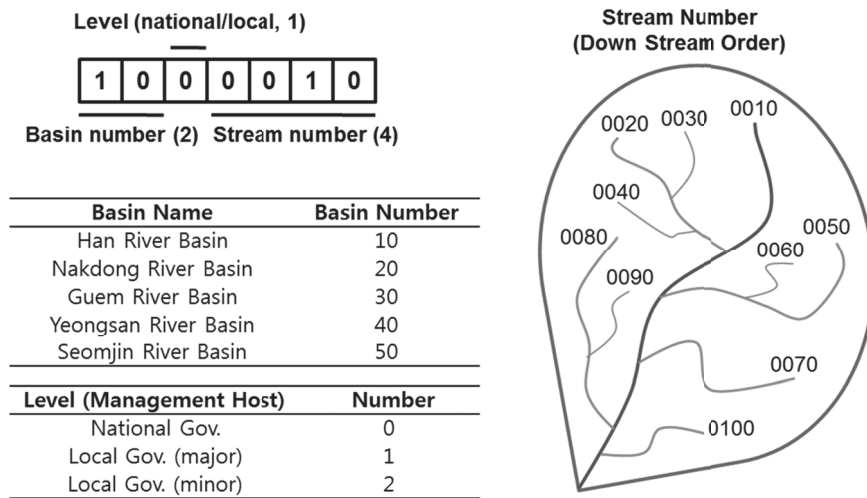 Level (national/local, 1)
1 0 0 0 0 1 0
Basin number (2) Stream number (4)
Basin Name Basin Number
Han River Basin 10
Nakdong River Basin 20
Guem River Basin 30
Yeongsan River Basin 40
Seomjin River Basin 50
Level (Management Host) Number
National Gov. 0
Local Gov. (major) 1
Local Gov. (minor) 2
Stream Number
(Down Stream Order)
0020 0030 0010
0040
0080 0050
0060
0090
0070
0100